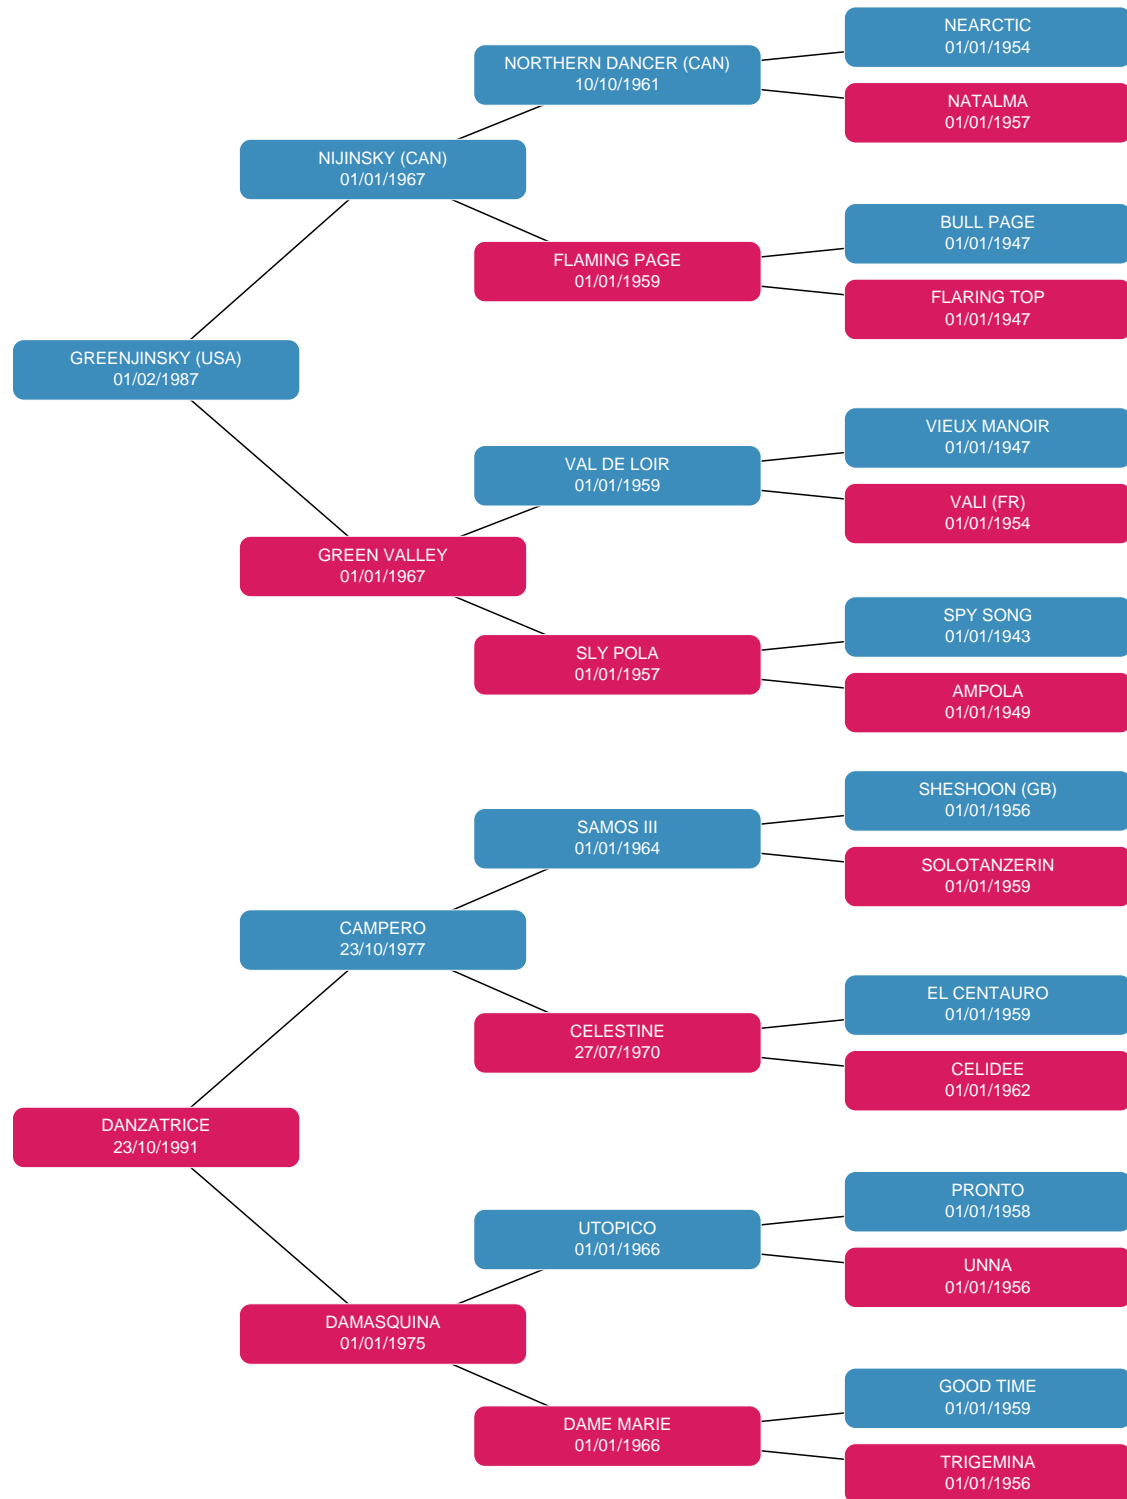 NEARCTIC
01/01/1954
NORTHERN DANCER (CAN)
10/10/1961
NATALMA
01/01/1957
NIJINSKY (CAN)
01/01/1967
BULL PAGE
01/01/1947
FLAMING PAGE
01/01/1959
FLARING TOP
01/01/1947
GREENJINSKY (USA)
01/02/1987
VIEUX MANOIR
01/01/1947
VAL DE LOIR
01/01/1959
VALI (FR)
01/01/1954
GREEN VALLEY
01/01/1967
SPY SONG
01/01/1943
SLY POLA
01/01/1957
AMPOLA
01/01/1949
SHESHOON (GB)
01/01/1956
SAMOS III
01/01/1964
SOLOTANZERIN
01/01/1959
CAMPERO
23/10/1977
EL CENTAURO
01/01/1959
CELESTINE
27/07/1970
CELIDEE
01/01/1962
DANZATRICE
23/10/1991
PRONTO
01/01/1958
UTOPICO
01/01/1966
UNNA
01/01/1956
DAMASQUINA
01/01/1975
GOOD TIME
01/01/1959
DAME MARIE
01/01/1966
TRIGEMINA
01/01/1956